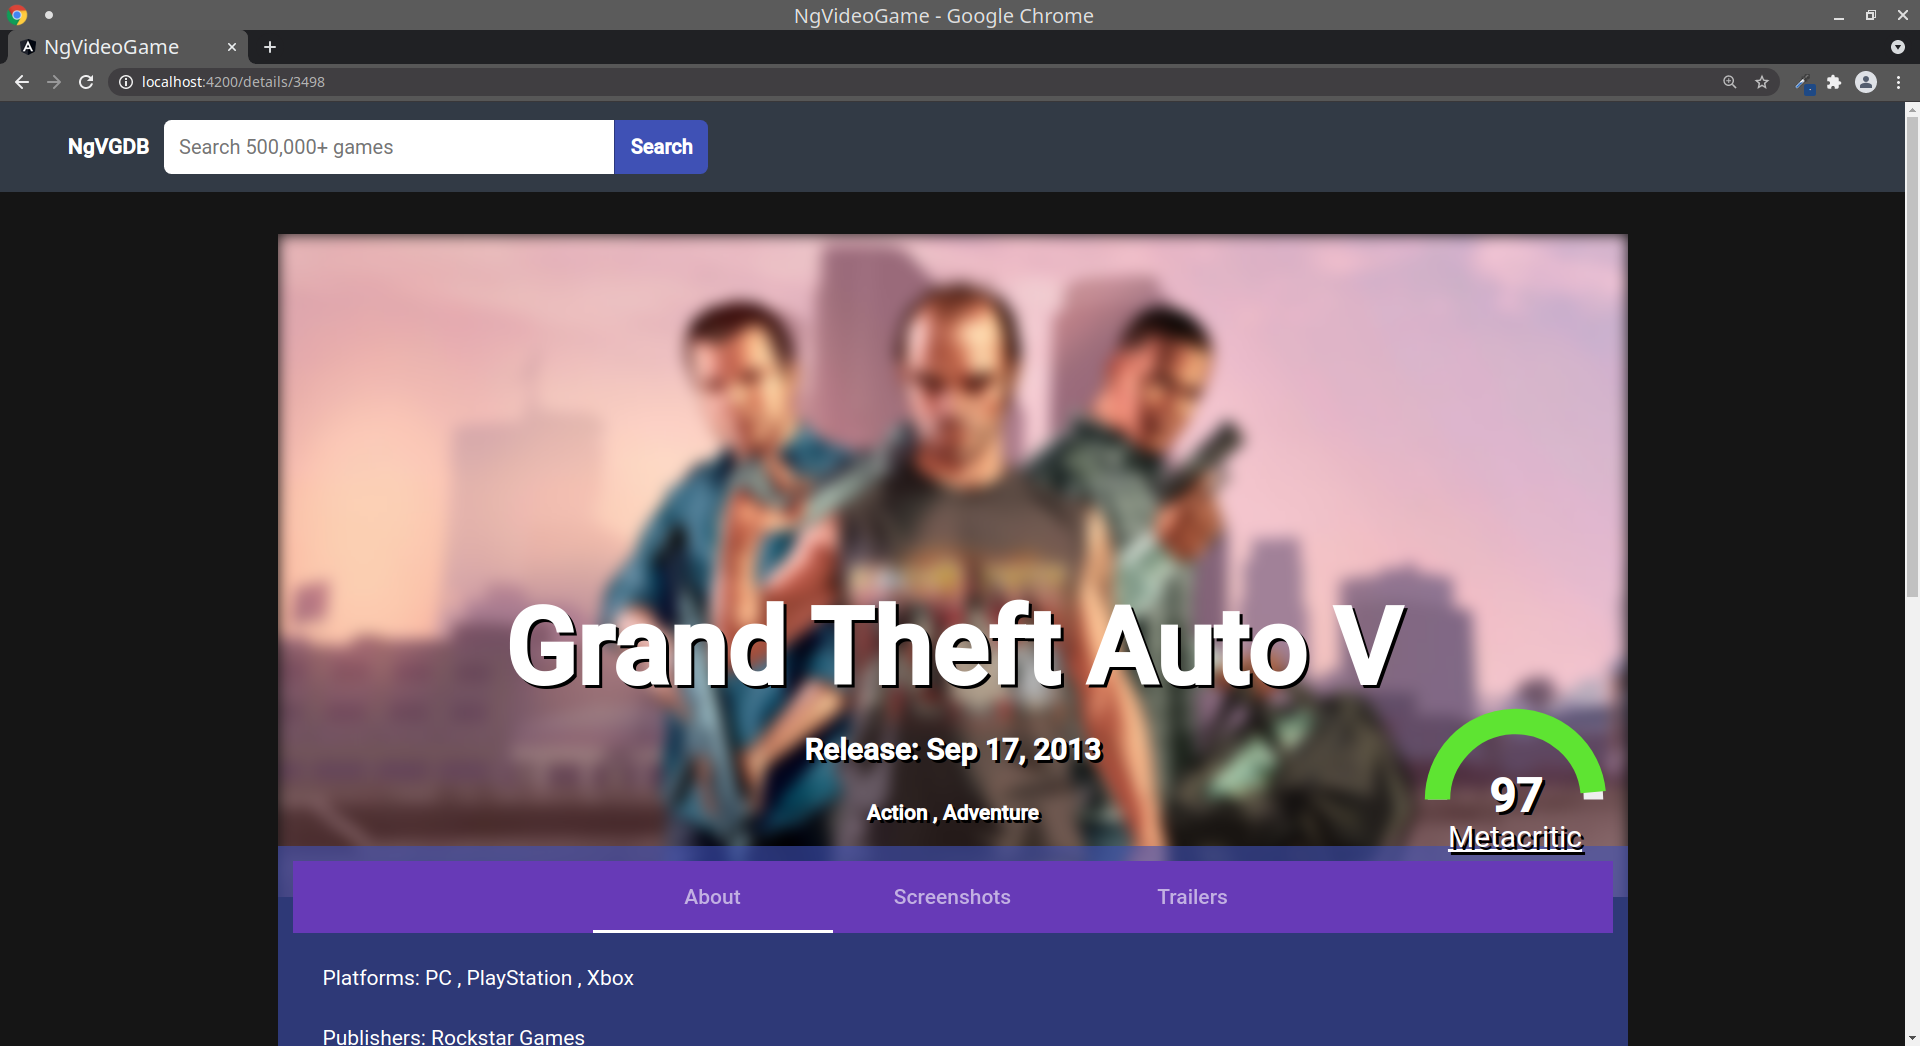 NgVideoGame - Google Chrome
NgVideoGame
localhost:4200/details/3498
NgVGDB
Search 500,000+ games
Search
Grand Theft Auto V
Release: Sep 17, 2013
Action , Adventure
97
Metacritic
About
Screenshots
Trailers
Platforms: PC , PlayStation , Xbox
Publishers: Rockstar Games